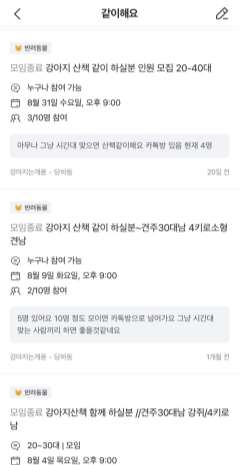 같이해요
반려동물
모임종료 강아지 산책 같이 하실분 인원 모집 20-40대
누구나 참여 가능
8월 31일 수요일, 오후 9:00
3/10명 참여
아무나 그냥 시간대 맞으면 산책같이해요 카톡방 있음 현재 4명
강아지는개쿨 · 당하동
20일 전
반려동물
모임종료 강아지 산책 같이 하실분~견주30대남 4키로소형
견남
누구나 참여 가능
8월 9일 화요일, 오후 9:00
2/10명 참여
5명 있어요 10명 정도 모이면 카톡방으로 넘어가요 그냥 시간대
맞는 사람끼리 하면 좋을것같네요
강아지는개쿨 · 당하동
1개월 전
반려동물
모임종료 강아지산책 함께 하실분 //견주30대남 강쥐/4키로
남
20~30대 | 모임
8월 4일 목요일, 오후 9:00